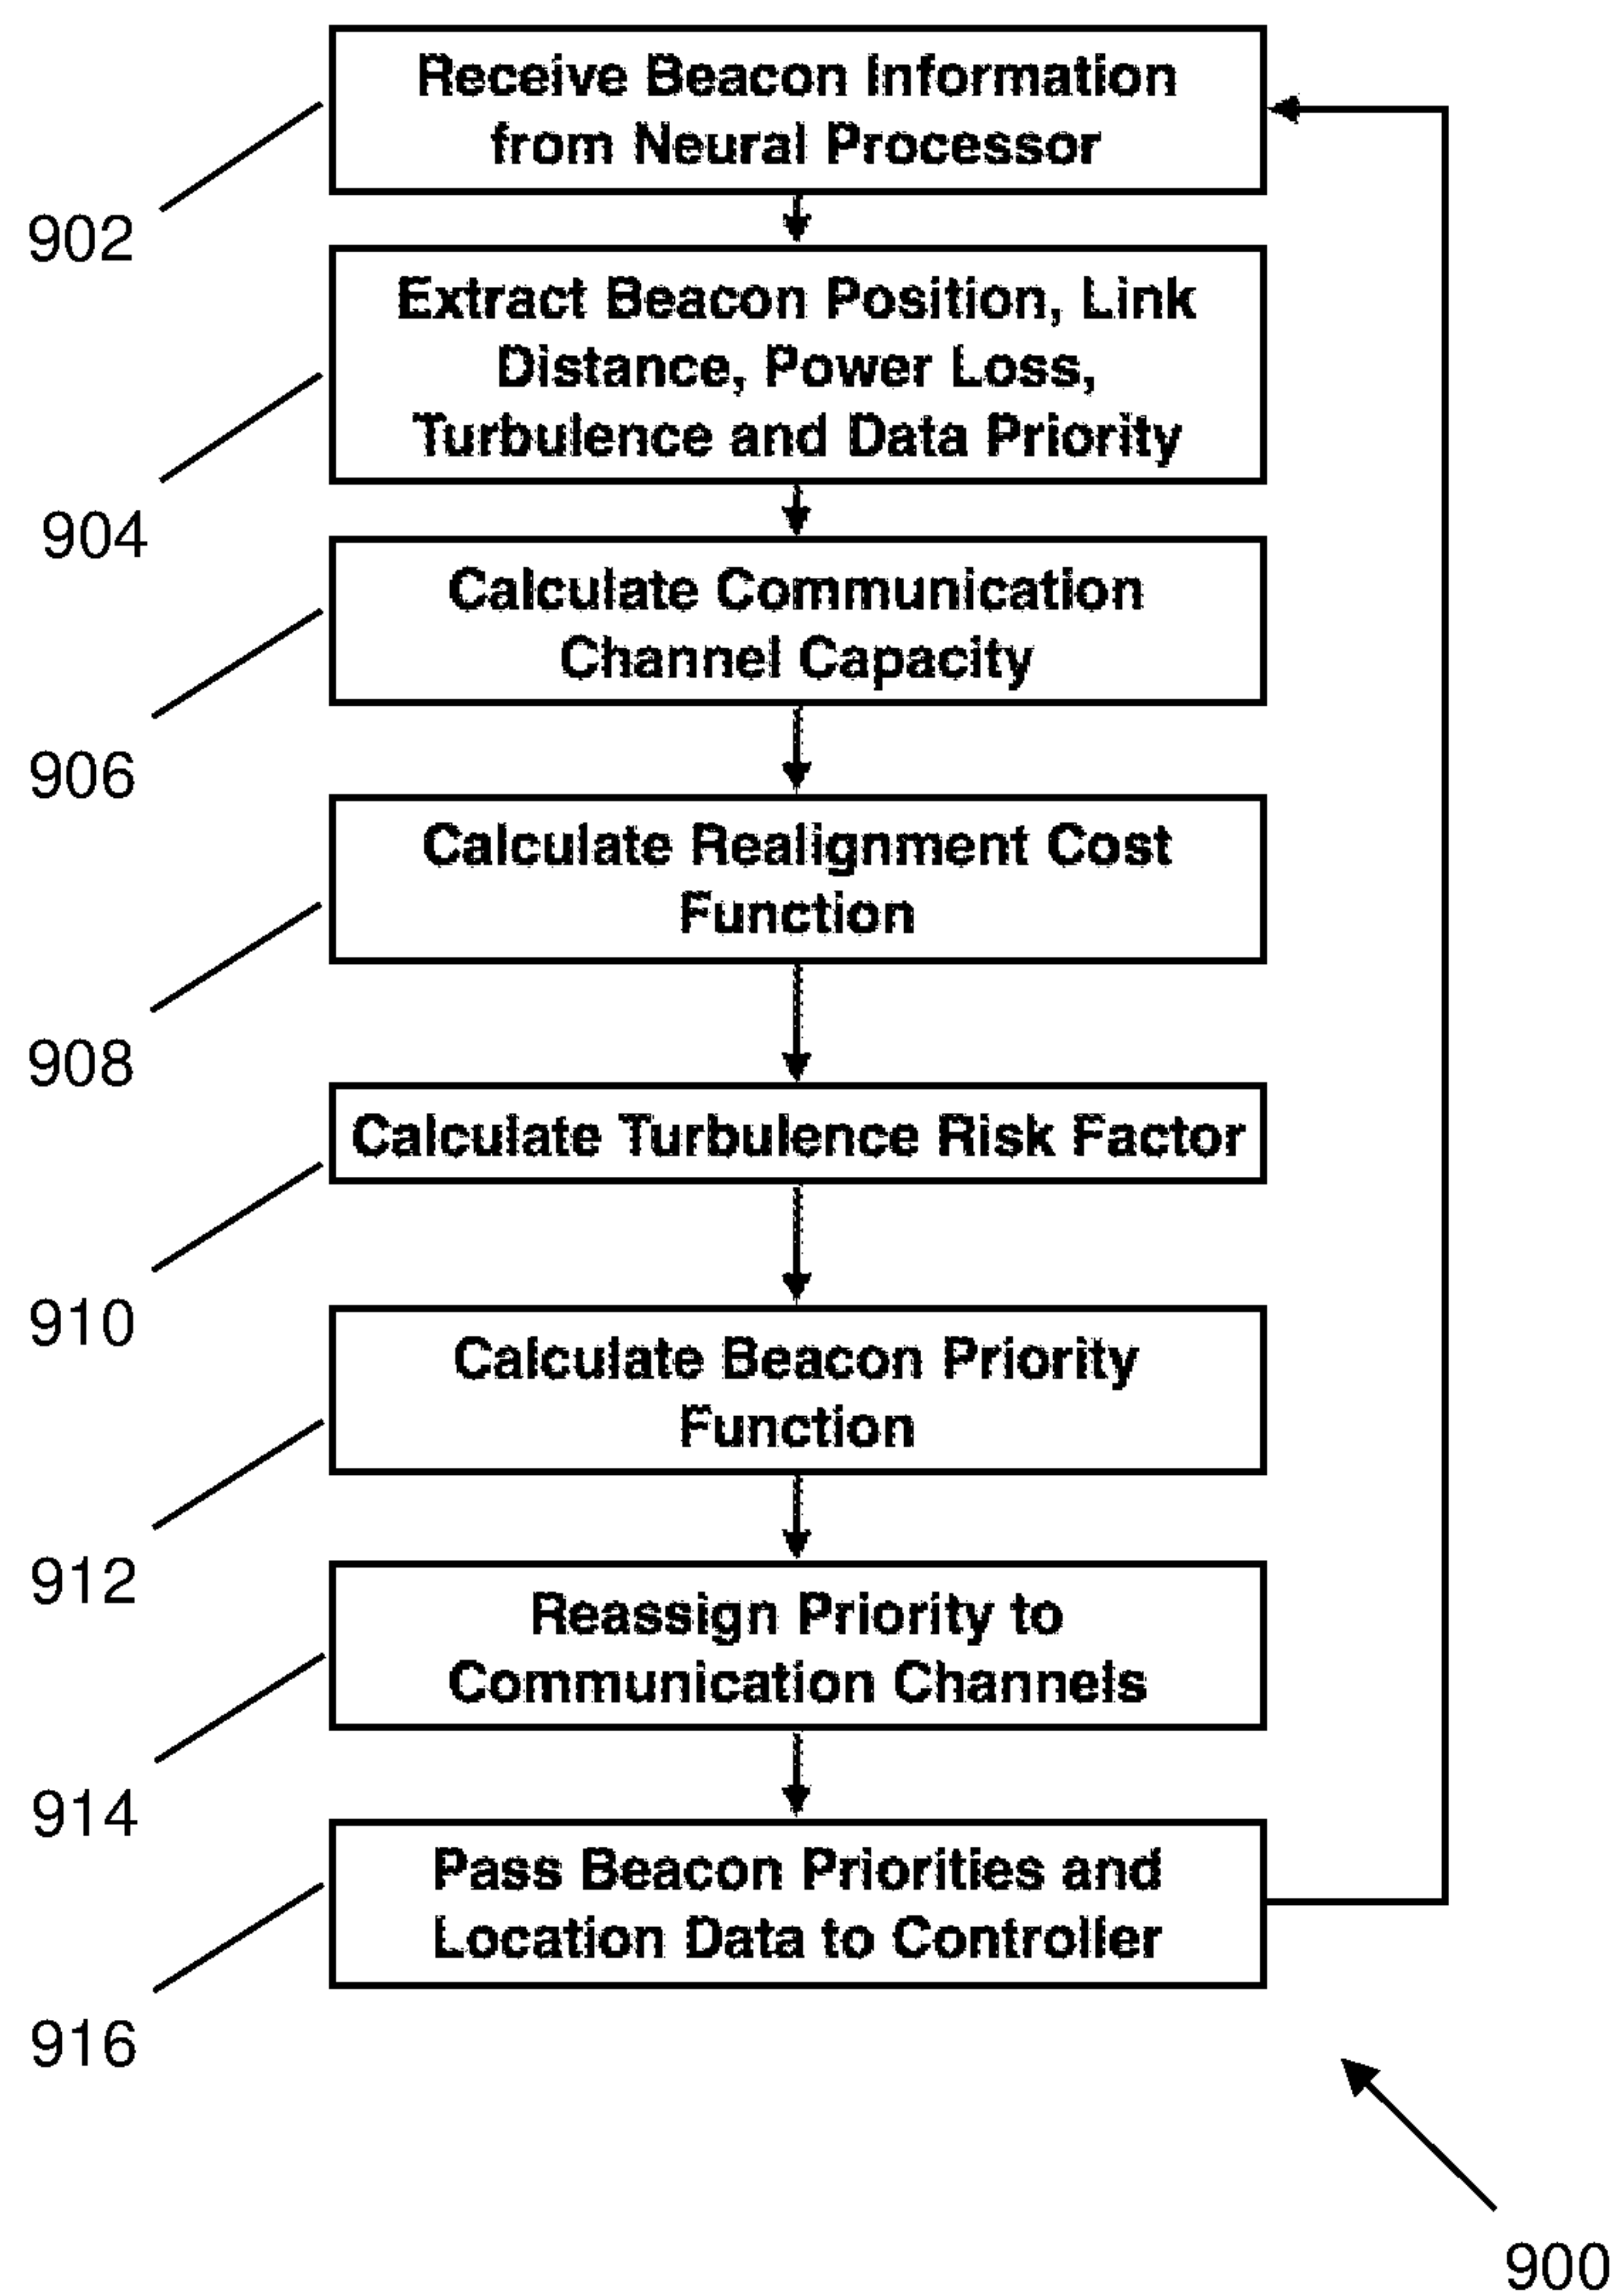 Receive Beacon Information
from Neural Processor
902
Extract Beacon Position, Link
Distance, Power Loss,
Turbulence and Data Priority
904
Calculate Communication
Channel Capacity
906
Calculate Realignment Cost
Function
908
Calculate Turbulence Risk Factor
910
Calculate Beacon Priority
Function
912
Reassign Priority to
Communication Channels
914
Pass Beacon Priorities and
Location Data to Controller
916
900